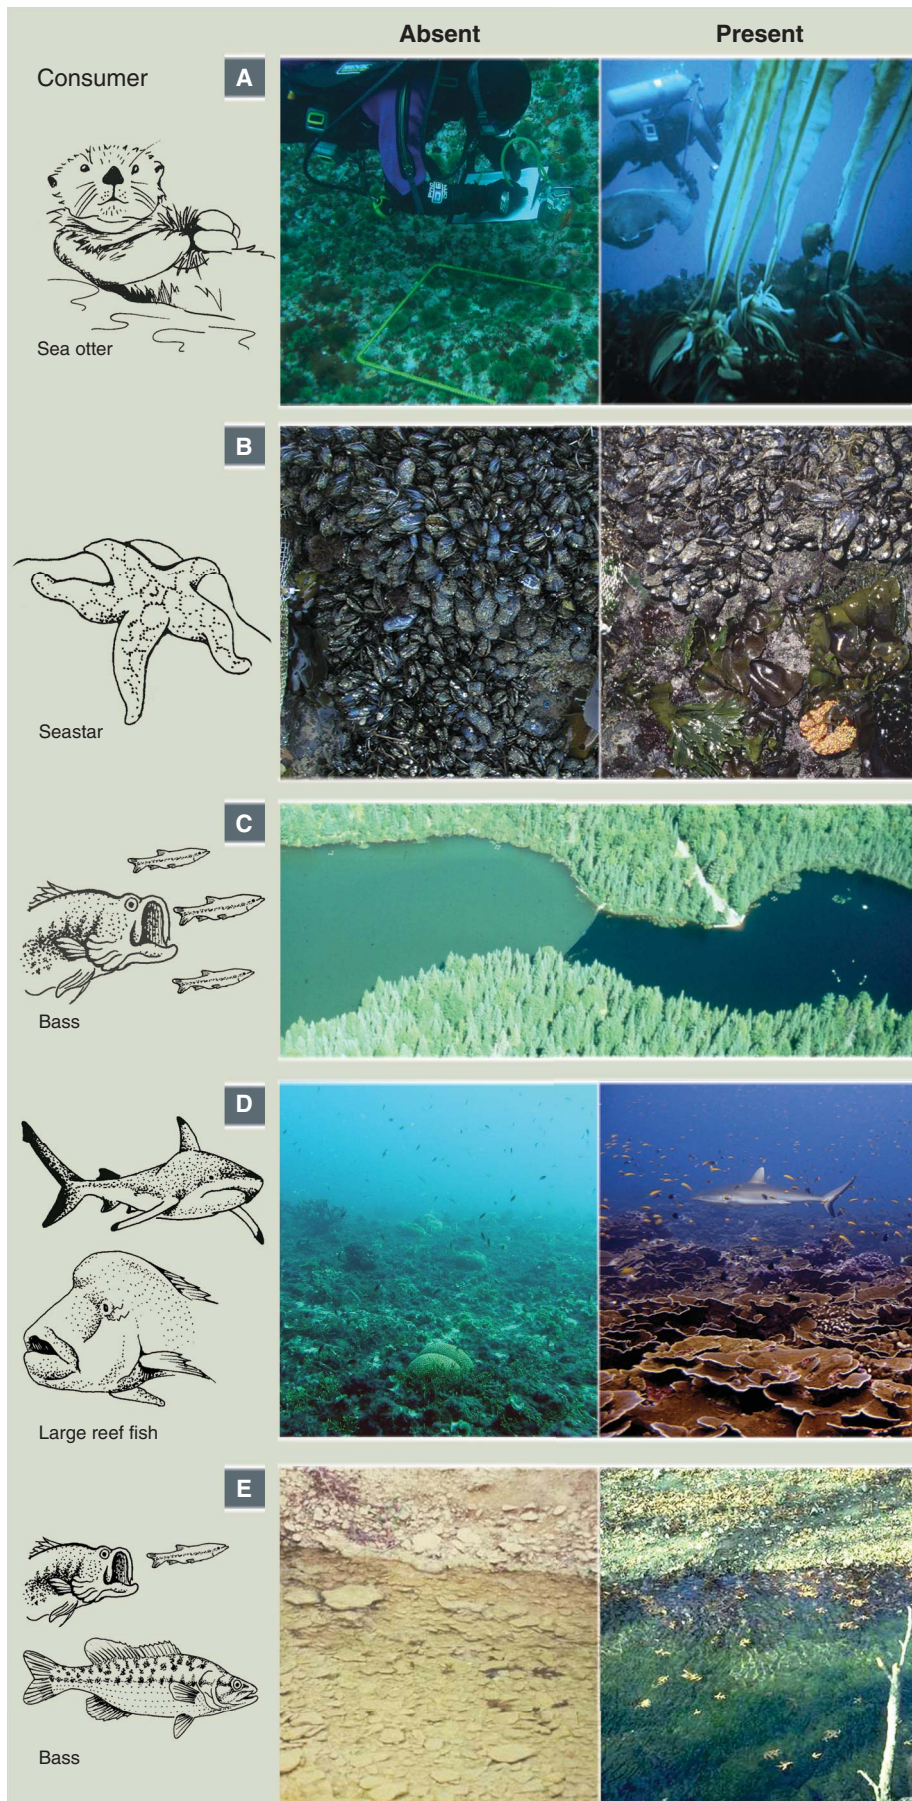 Absent
Present
Consumer
A
Sea otter
B
Seastar
C
Bass
D
Large reef fish
E
Bass